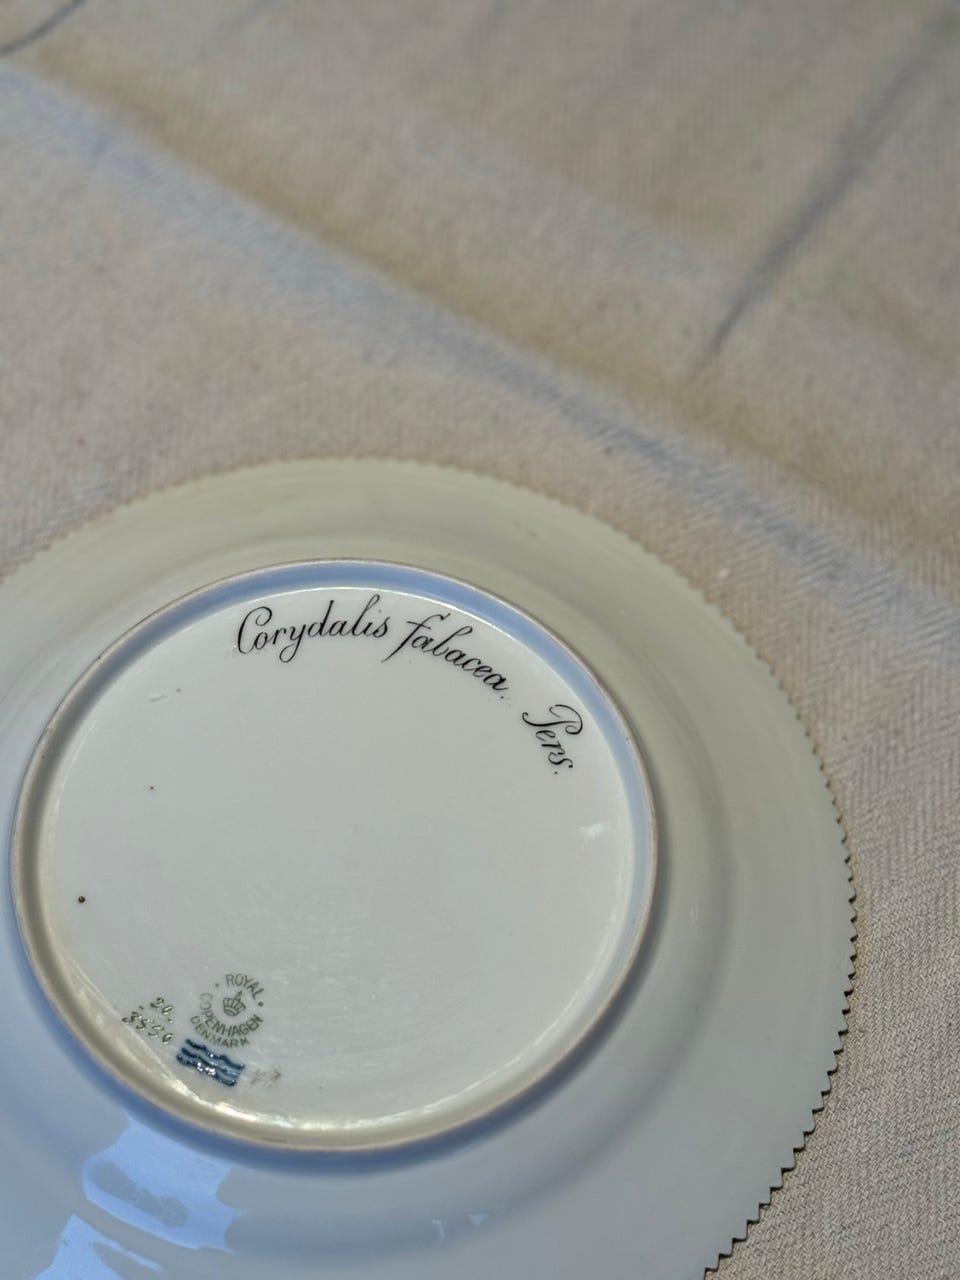 Corydalis fabacea. Pers.
ROYAL
COPENHAGEN
DENMARK
20.
3550